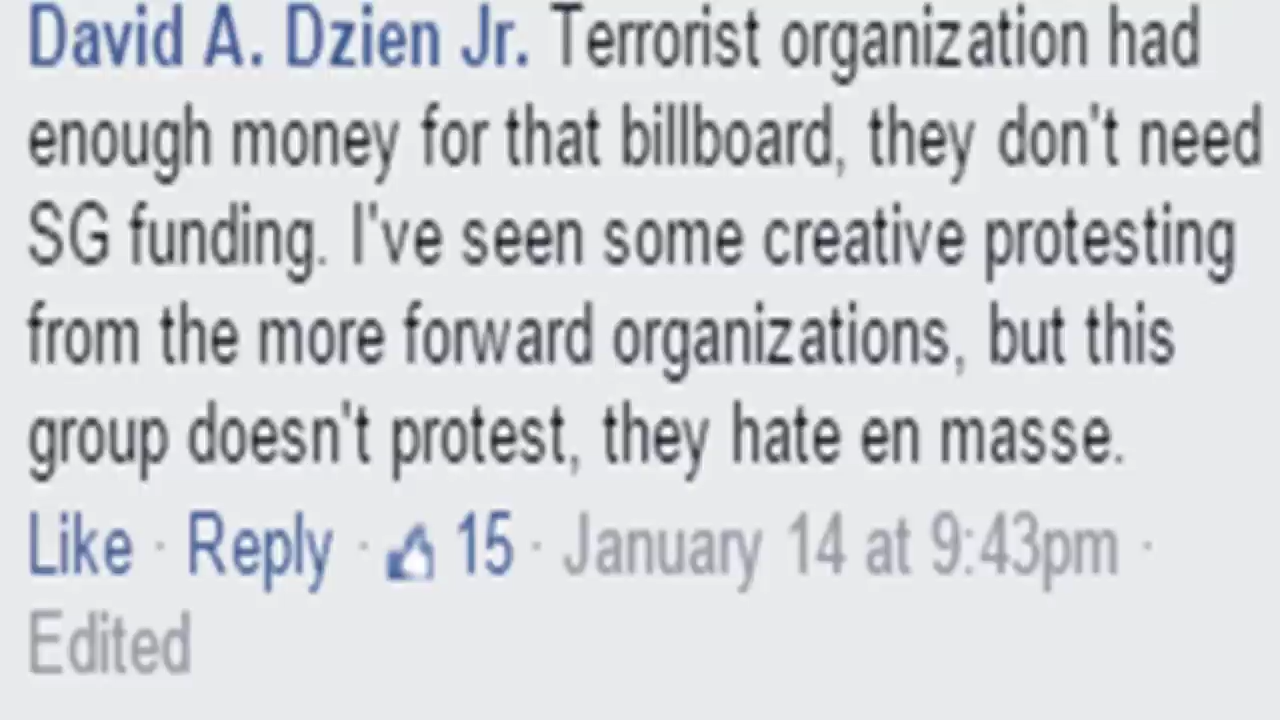 David A. Dzien Jr. Terrorist organization had
enough money for that billboard, they don't need
SG funding. I've seen some creative protesting
from the more forward organizations, but this
group doesn't protest, they hate en masse.
Like · Reply · 15 · January 14 at 9:43pm ·
Edited